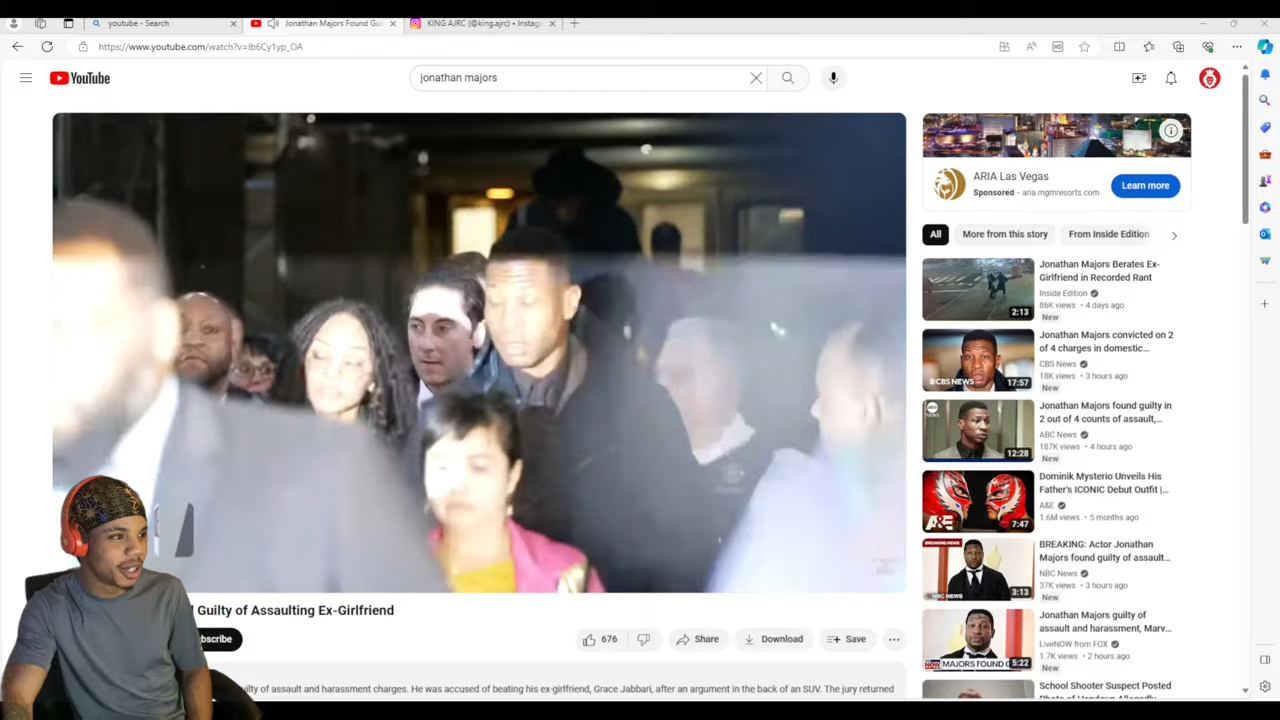 youtube - Search
Jonathan Majors Found Gu
KING AJRC (@king.ajrc) • Instag
https://www.youtube.com/watch?v=Ib6Cy1yp_OA
YouTube
jonathan majors
ARIA Las Vegas
Sponsored · aria.mgmresorts.com
Learn more
All
More from this story
From Inside Edition
Jonathan Majors Berates Ex-
Girlfriend in Recorded Rant
Inside Edition
86K views • 4 days ago
New
2:13
Jonathan Majors convicted on 2
of 4 charges in domestic...
CBS News
18K views • 3 hours ago
New
CBS NEWS
17:57
Jonathan Majors found guilty in
2 out of 4 counts of assault,...
ABC News
187K views • 4 hours ago
New
12:28
Dominik Mysterio Unveils His
Father's ICONIC Debut Outfit |...
A&E
1.6M views • 5 months ago
A&E
7:47
BREAKING: Actor Jonathan
Majors found guilty of assault...
NBC News
37K views • 3 hours ago
New
BREAKING NEWS
NBC NEWS
3:13
Jonathan Majors guilty of
assault and harassment, Marv...
LiveNOW from FOX
1.7K views • 2 hours ago
New
MAJORS FOUND G
5:22
School Shooter Suspect Posted
Guilty of Assaulting Ex-Girlfriend
scribe
676
Share
Download
Save
ilty of assault and harassment charges. He was accused of beating his ex-girlfriend, Grace Jabbari, after an argument in the back of an SUV. The jury returned